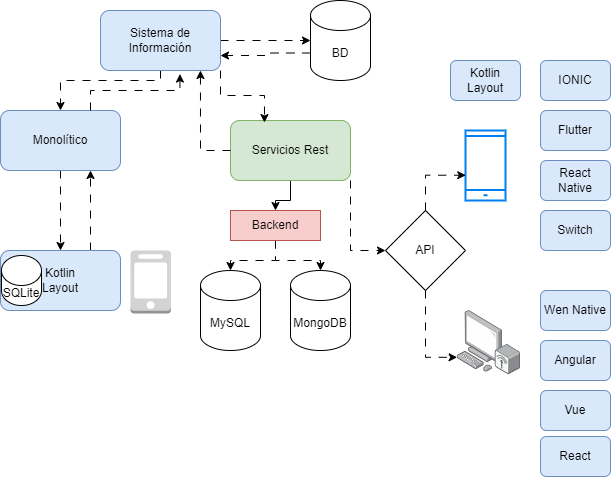 Sistema de
Información
BD
Monolítico
Servicios Rest
Backend
Kotlin
Layout
SQLite
MySQL
MongoDB
API
Kotlin
Layout
IONIC
Flutter
React
Native
Switch
Wen Native
Angular
Vue
React